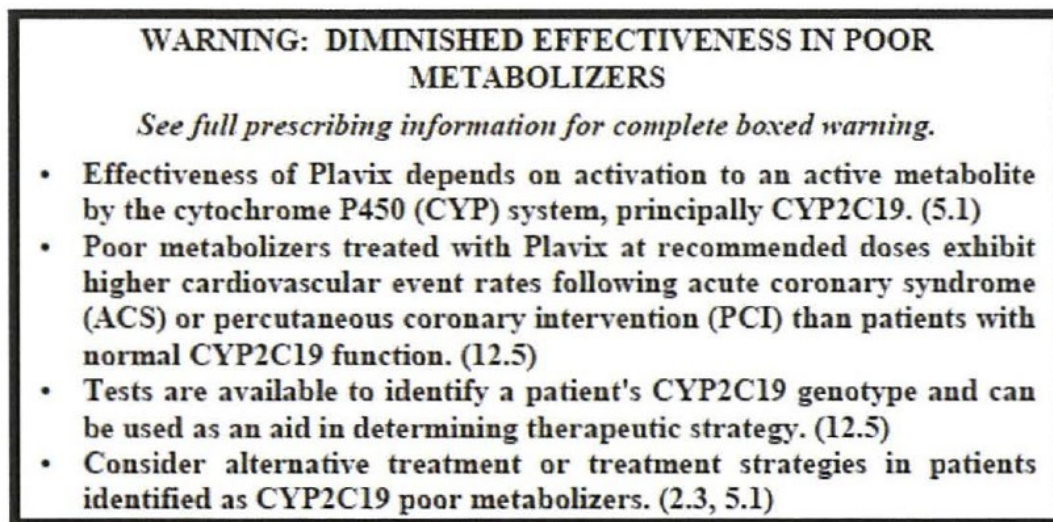 WARNING: DIMINISHED EFFECTIVENESS IN POOR
METABOLIZERS
See full prescribing information for complete boxed warning.
• Effectiveness of Plavix depends on activation to an active metabolite
by the cytochrome P450 (CYP) system, principally CYP2C19. (5.1)
• Poor metabolizers treated with Plavix at recommended doses exhibit
higher cardiovascular event rates following acute coronary syndrome
(ACS) or percutaneous coronary intervention (PCI) than patients with
normal CYP2C19 function. (12.5)
• Tests are available to identify a patient's CYP2C19 genotype and can
be used as an aid in determining therapeutic strategy. (12.5)
• Consider alternative treatment or treatment strategies in patients
identified as CYP2C19 poor metabolizers. (2.3, 5.1)